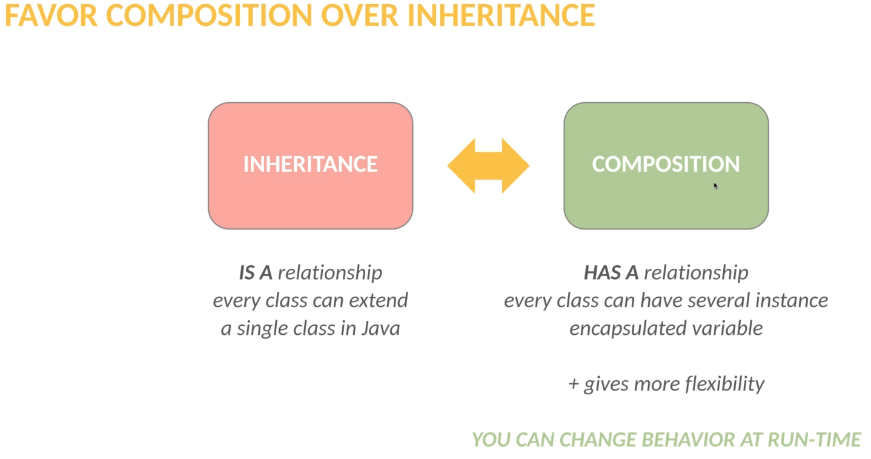 FAVOR COMPOSITION OVER INHERITANCE
INHERITANCE
COMPOSITION
IS A relationship
every class can extend
a single class in Java
HAS A relationship
every class can have several instance
encapsulated variable
+ gives more flexibility
YOU CAN CHANGE BEHAVIOR AT RUN-TIME